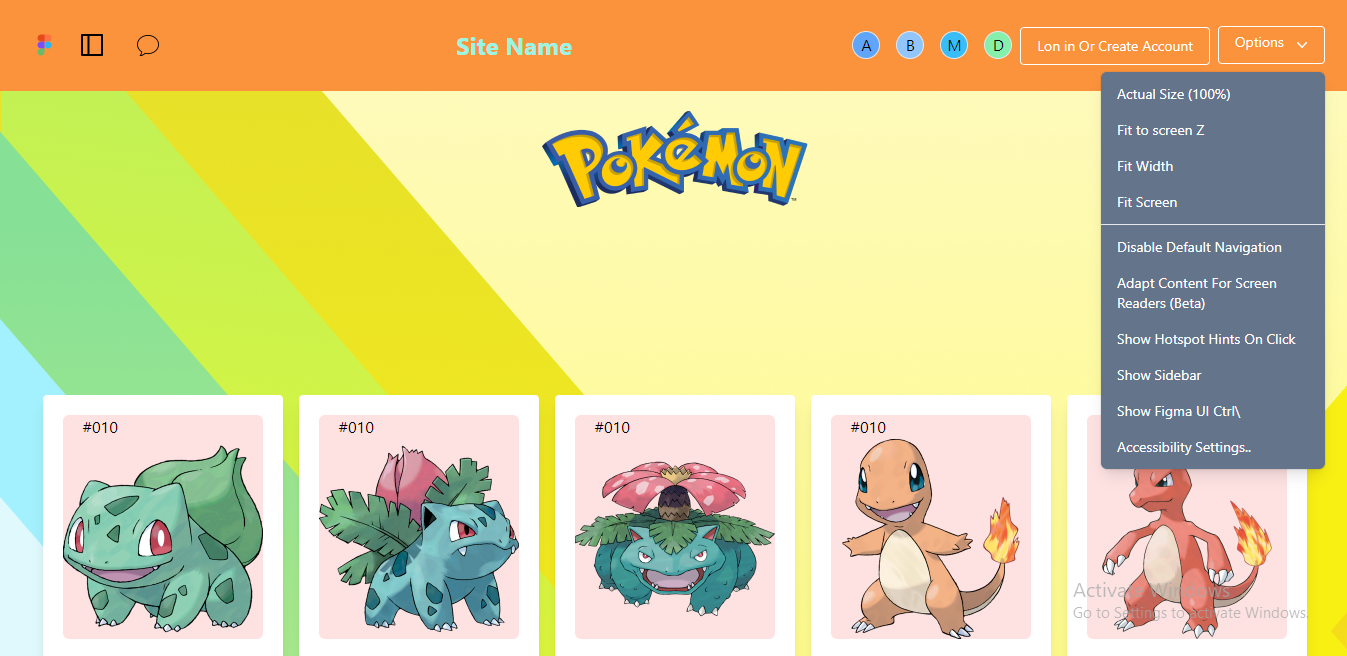 Site Name
A
B
M
D
Lon in Or Create Account
Options
Actual Size (100%)
Fit to screen Z
Fit Width
Fit Screen
Disable Default Navigation
Adapt Content For Screen
Readers (Beta)
Show Hotspot Hints On Click
Show Sidebar
Show Figma UI Ctrl\
Accessibility Settings..
POKéMON
TM
#010
#010
#010
#010
Activate Windows
Go to Settings to activate Windows.